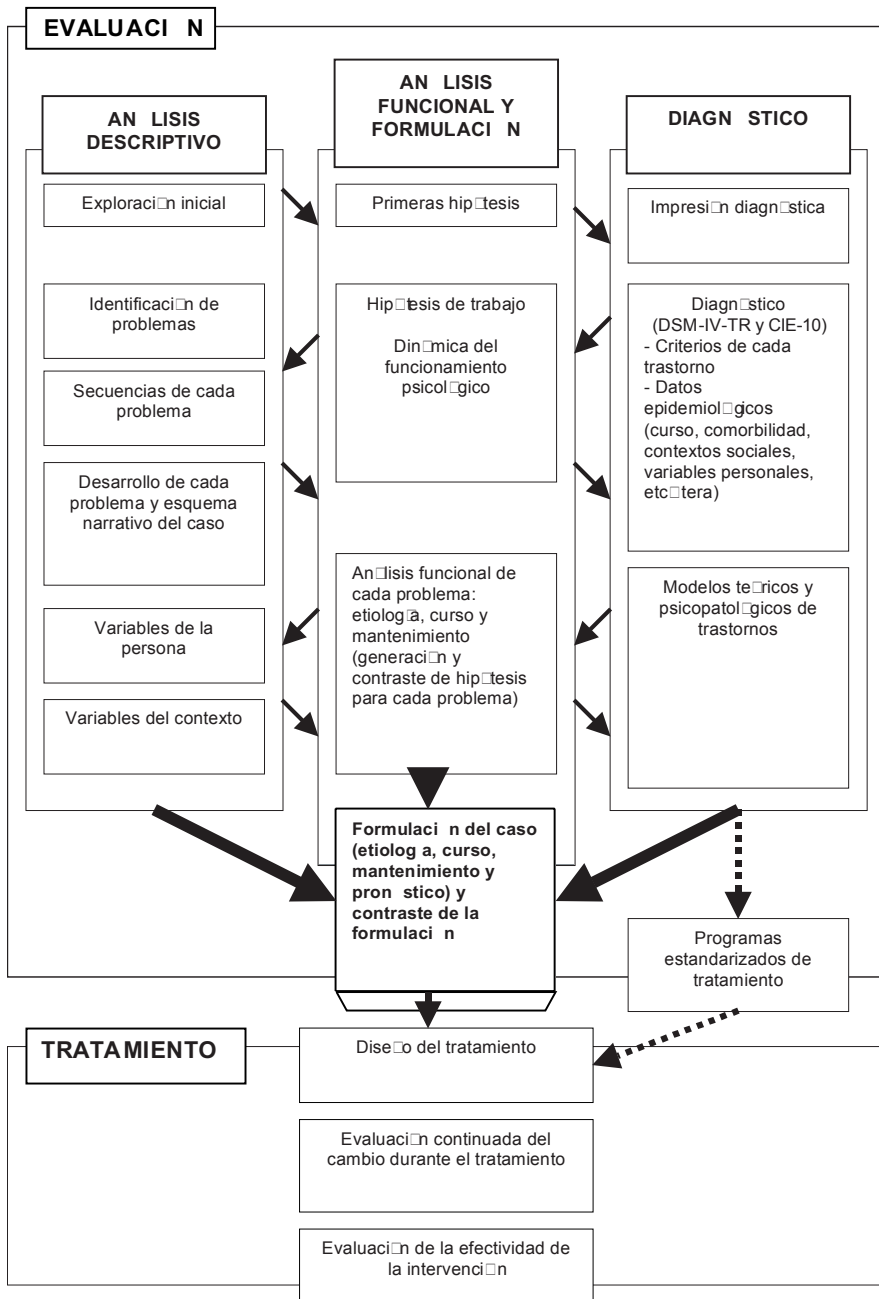 EVALUACI N
AN LISIS
DESCRIPTIVO
Exploraci□n inicial
Identificaci□n de
problemas
Secuencias de cada
problema
Desarrollo de cada
problema y esquema
narrativo del caso
Variables de la
persona
Variables del contexto
AN LISIS
FUNCIONAL Y
FORMULACI N
Primeras hip□tesis
Hip□tesis de trabajo
Din□mica del
funcionamiento
psicol□gico
An□lisis funcional de
cada problema:
etiolog□a, curso y
mantenimiento
(generaci□n y
contraste de hip□tesis
para cada problema)
DIAGN STICO
Impresi□n diagn□stica
Diagn□stico
(DSM-IV-TR y CIE-10)
- Criterios de cada
trastorno
- Datos
epidemiol□gicos
(curso, comorbilidad,
contextos sociales,
variables personales,
etc□tera)
Modelos te□ricos y
psicopatol□gicos de
trastornos
Formulaci n del caso
(etiolog a, curso,
mantenimiento y
pron stico) y
contraste de la
formulaci n
Programas
estandarizados de
tratamiento
TRATAMIENTO
Dise□o del tratamiento
Evaluaci□n continuada del
cambio durante el tratamiento
Evaluaci□n de la efectividad de
la intervenci□n